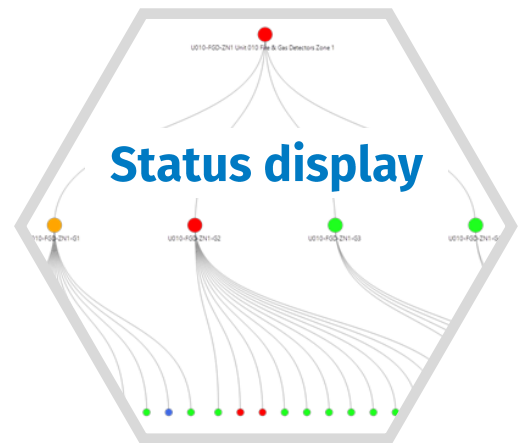 U010-FGD-ZN1 Unit 010 Fire & Gas Detectors Zone 1
Status display
010-FGD-ZN1-G1
U010-FGD-ZN1-G2
U010-FGD-ZN1-G3
U010-FGD-ZN1-G